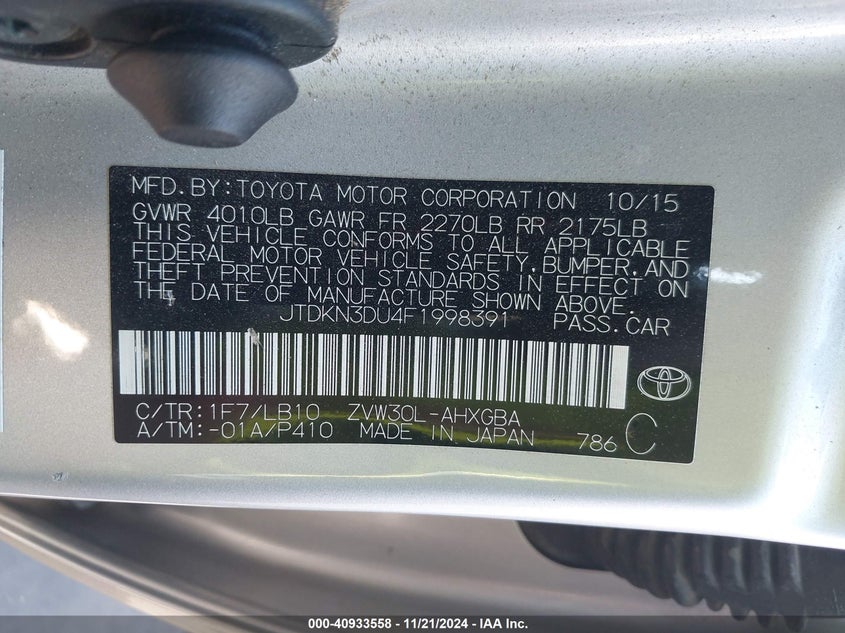 MFD.BY:TOYOTA MOTOR CORPORATION 10/15
GVWR 4010LB GAWR FR 2270LB RR 2175LB
THIS VEHICLE CONFORMS TO ALL APPLICABLE
FEDERAL MOTOR VEHICLE SAFETY,BUMPER,AND
THEFT PREVENTION STANDARDS IN EFFECT ON
THE DATE OF MANUFACTURE SHOWN ABOVE.
JTDKN3DU4F1998391 PASS.CAR
C/TR:1F7/LB10 ZVW30L-AHXGBA
A/TM:-01A/P410 MADE IN JAPAN 786 C
000-40933558 - 11/21/2024 - IAA Inc.